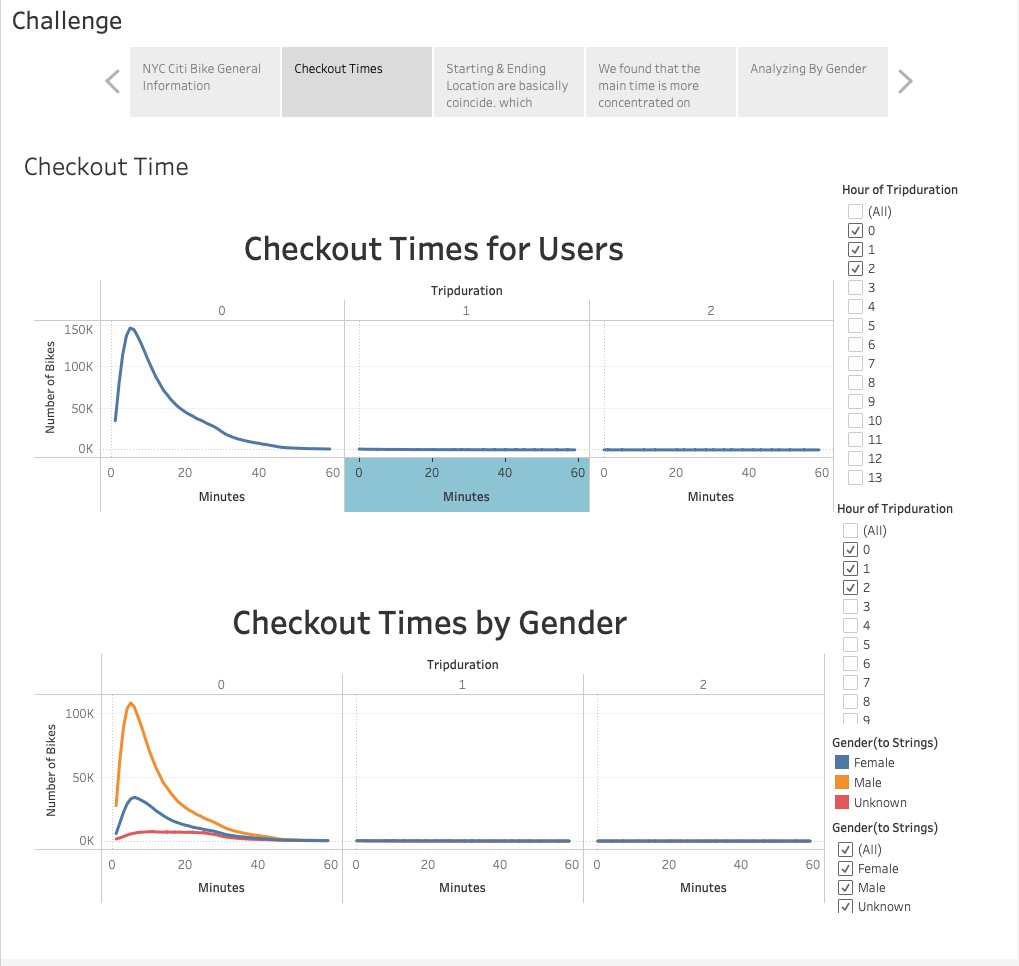 Challenge
NYC Citi Bike General
Information
Checkout Times
Starting & Ending
Location are basically
coincide. which
We found that the
main time is more
concentrated on
Analyzing By Gender
Checkout Time
Checkout Times for Users
Tripduration
0 1 2
Number of Bikes
150K
100K
50K
0K
0 20 40 60 0 20 40 60 0 20 40 60
Minutes Minutes Minutes
Hour of Tripduration
(All)
0
1
2
3
4
5
6
7
8
9
10
11
12
13
Checkout Times by Gender
Tripduration
0 1 2
Number of Bikes
100K
50K
0K
0 20 40 60 0 20 40 60 0 20 40 60
Minutes Minutes Minutes
Hour of Tripduration
(All)
0
1
2
3
4
5
6
7
8
9
Gender(to Strings)
Female
Male
Unknown
Gender(to Strings)
(All)
Female
Male
Unknown